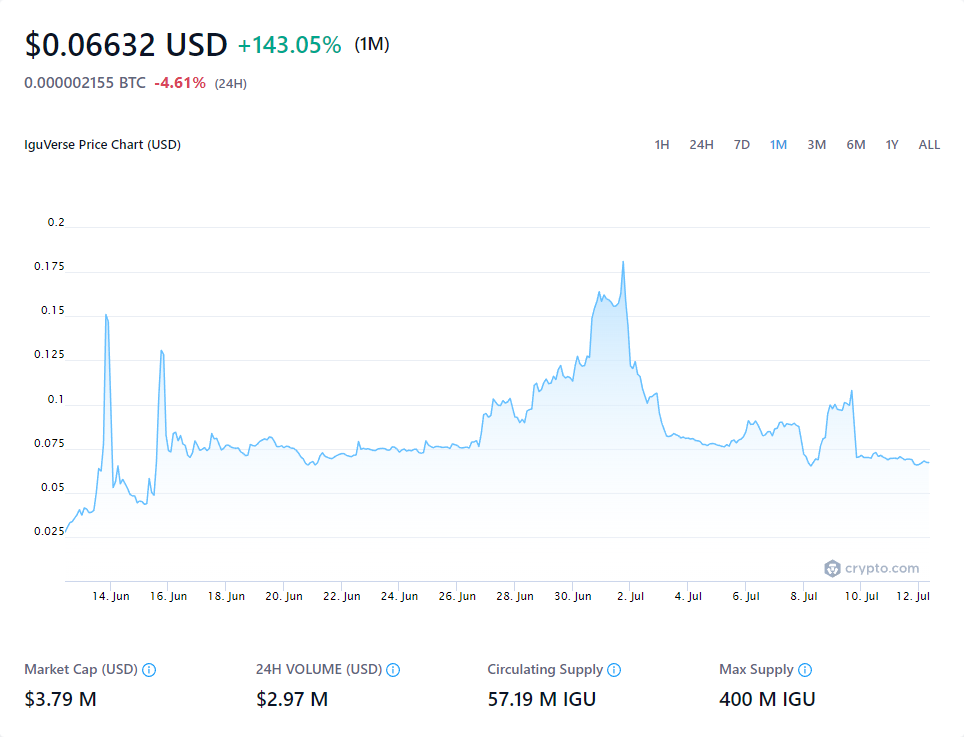 $0.06632 USD +143.05% (1M)
0.000002155 BTC -4.61% (24H)
IguVerse Price Chart (USD) 1H 24H 7D 1M 3M 6M 1Y ALL
0.2
0.175
0.15
0.125
0.1
0.075
0.05
0.025
crypto.com
14. Jun 16. Jun 18. Jun 20. Jun 22. Jun 24. Jun 26. Jun 28. Jun 30. Jun 2. Jul 4. Jul 6. Jul 8. Jul 10. Jul 12. Jul
Market Cap (USD) 24H VOLUME (USD) Circulating Supply Max Supply
$3.79 M $2.97 M 57.19 M IGU 400 M IGU